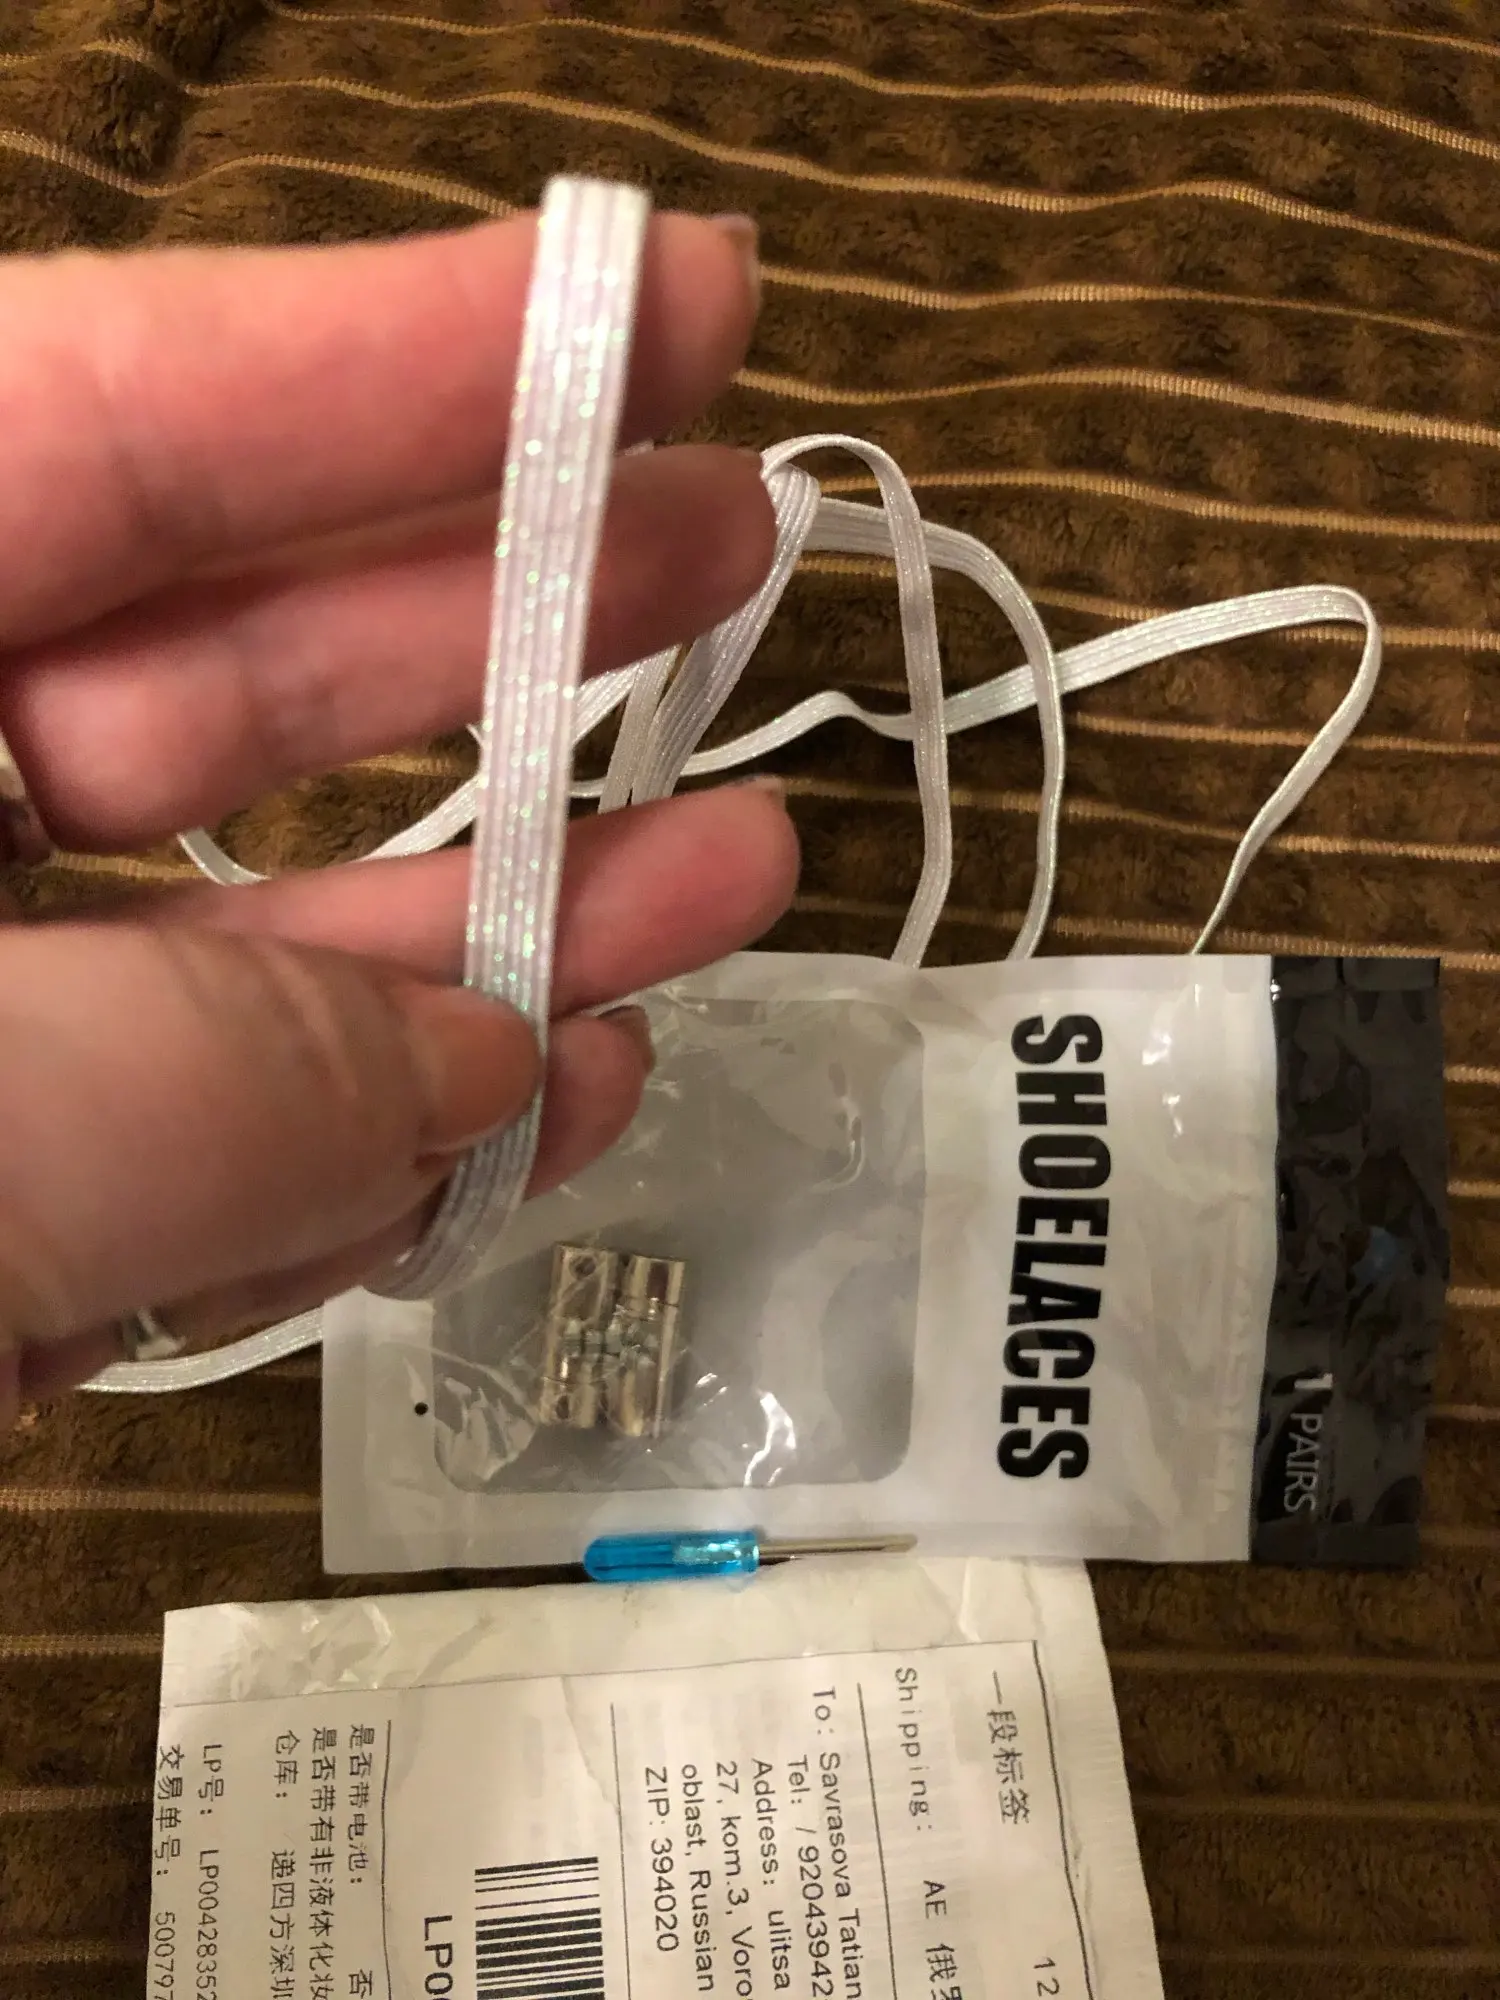 SHOELACES
1 PAIRS
一段标签
12
Shipping: AE
To: Savrasova Tatian
Tel: / 92043942
Address: ulitsa
27, kom.3, Voro
oblast, Russian
ZIP: 394020
LP0
是否带电池: 否
是否带有非液体化妆
仓库: 递四方深圳
LP号: LP00428352
交易单号: 500797